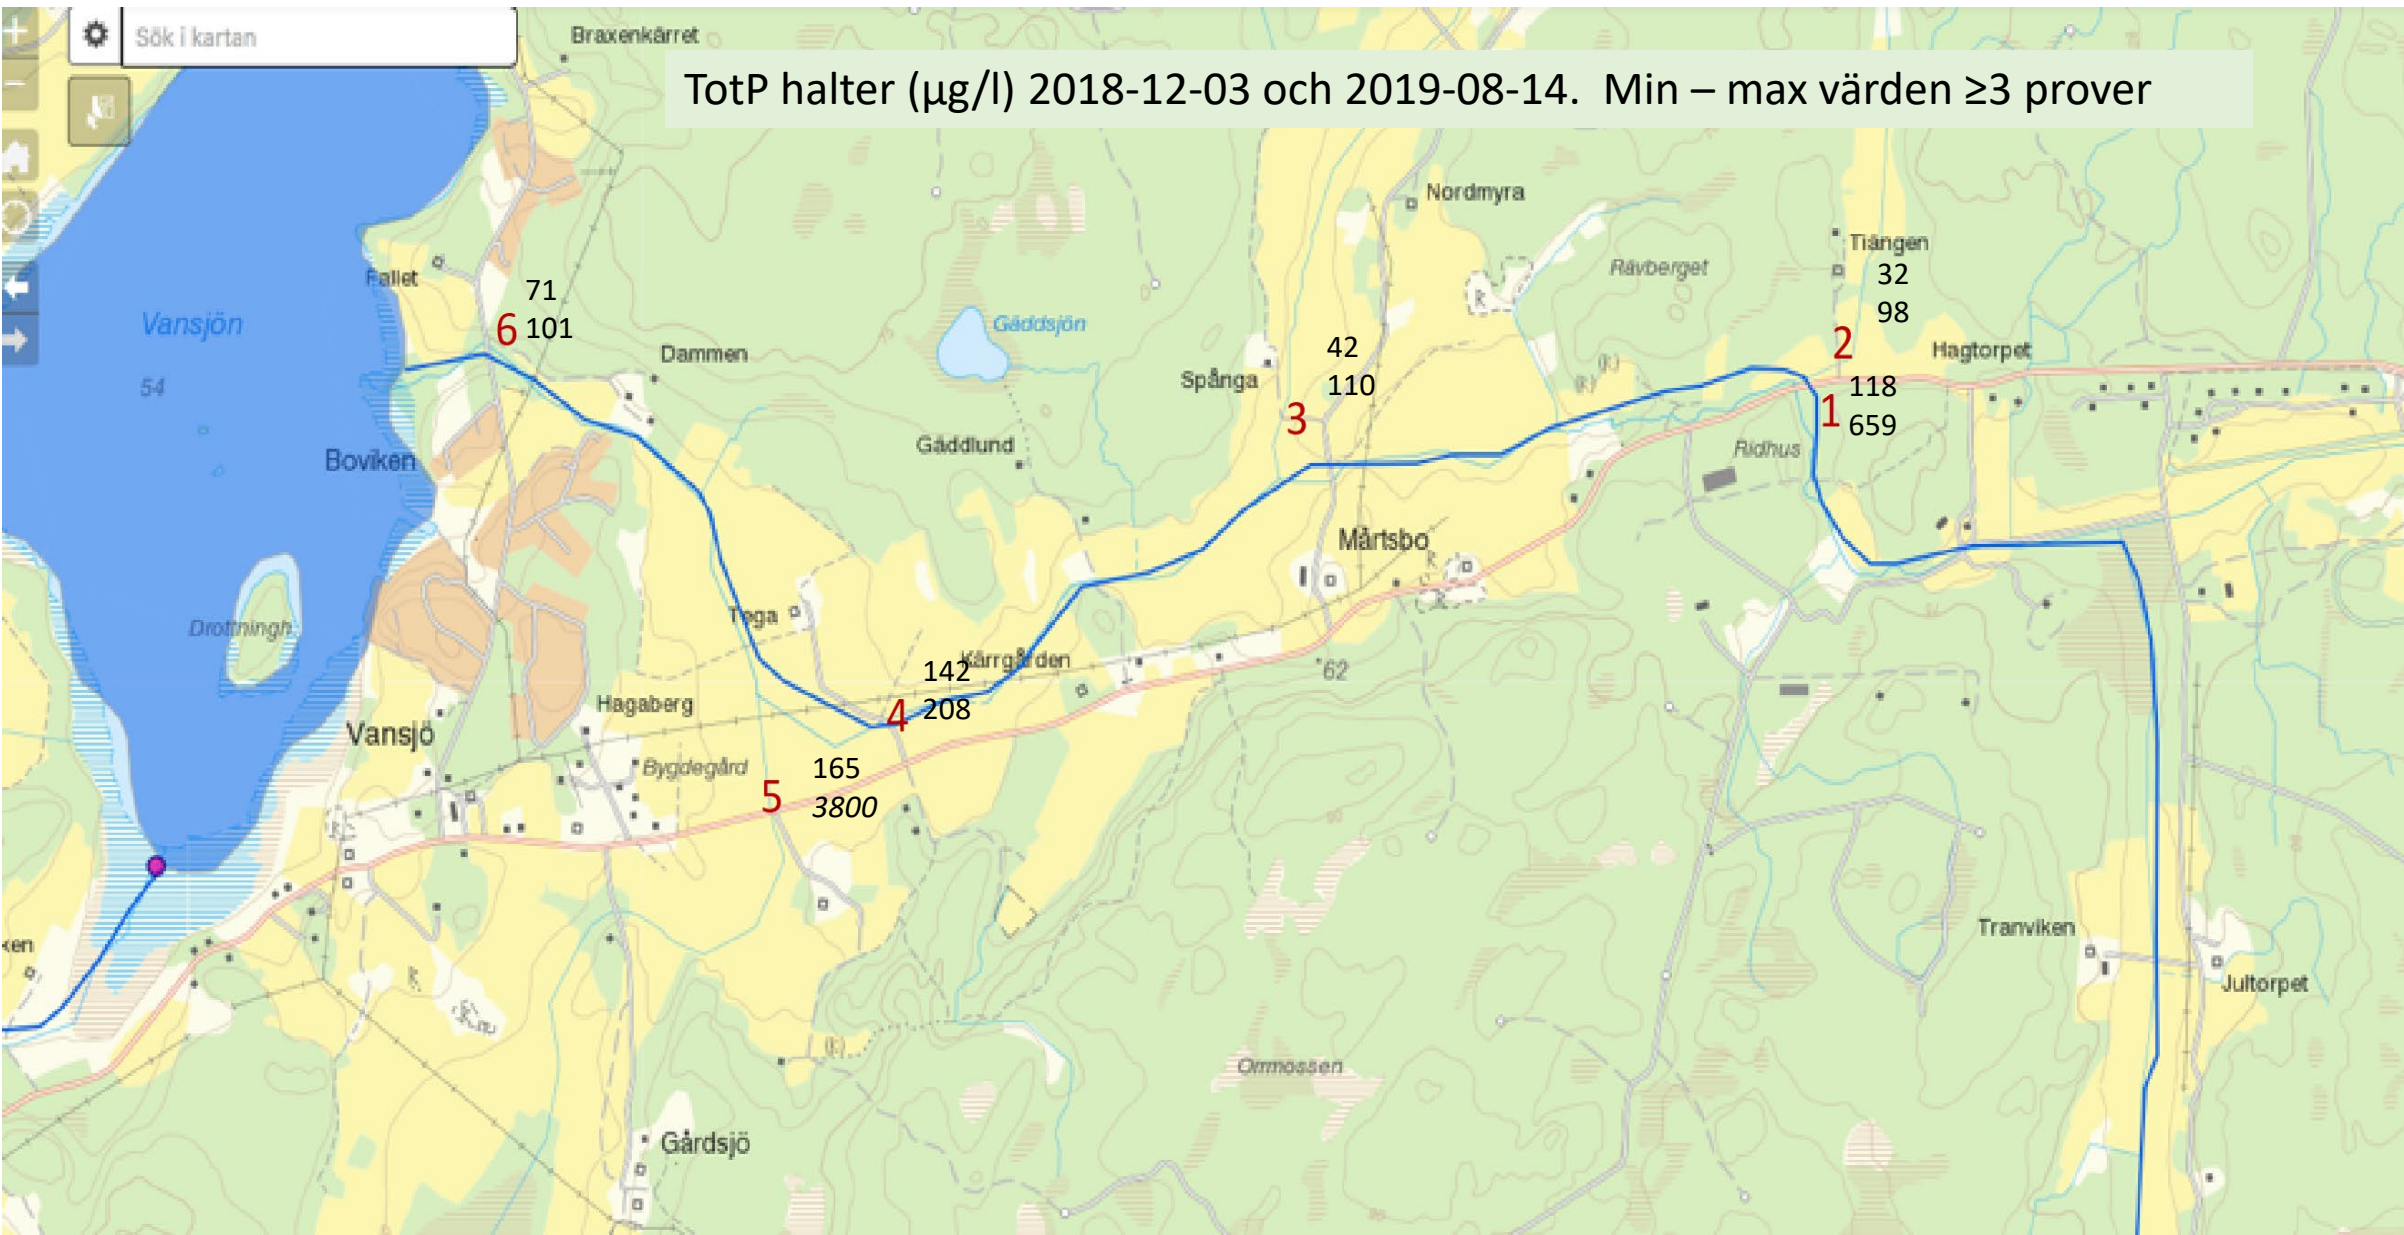 Sök i kartan
Braxenkärret
TotP halter (µg/l) 2018-12-03 och 2019-08-14.  Min – max värden ≥3 prover
Nordmyra
Tiängen
Rävberget
32
98
Fallet
71
6 101
Vansjön
54
Gäddsjön
Dammen
42
110
Spånga
3
2
Hagtorpet
118
1
659
Ridhus
Gäddlund
Boviken
Mårtsbo
Toga
Drottningh
Kärrgården
142
4 208
62
Hagaberg
Vansjö
Bygdegård
165
5
3800
ken
Tranviken
Jultorpet
Ormossen
Gårdsjö